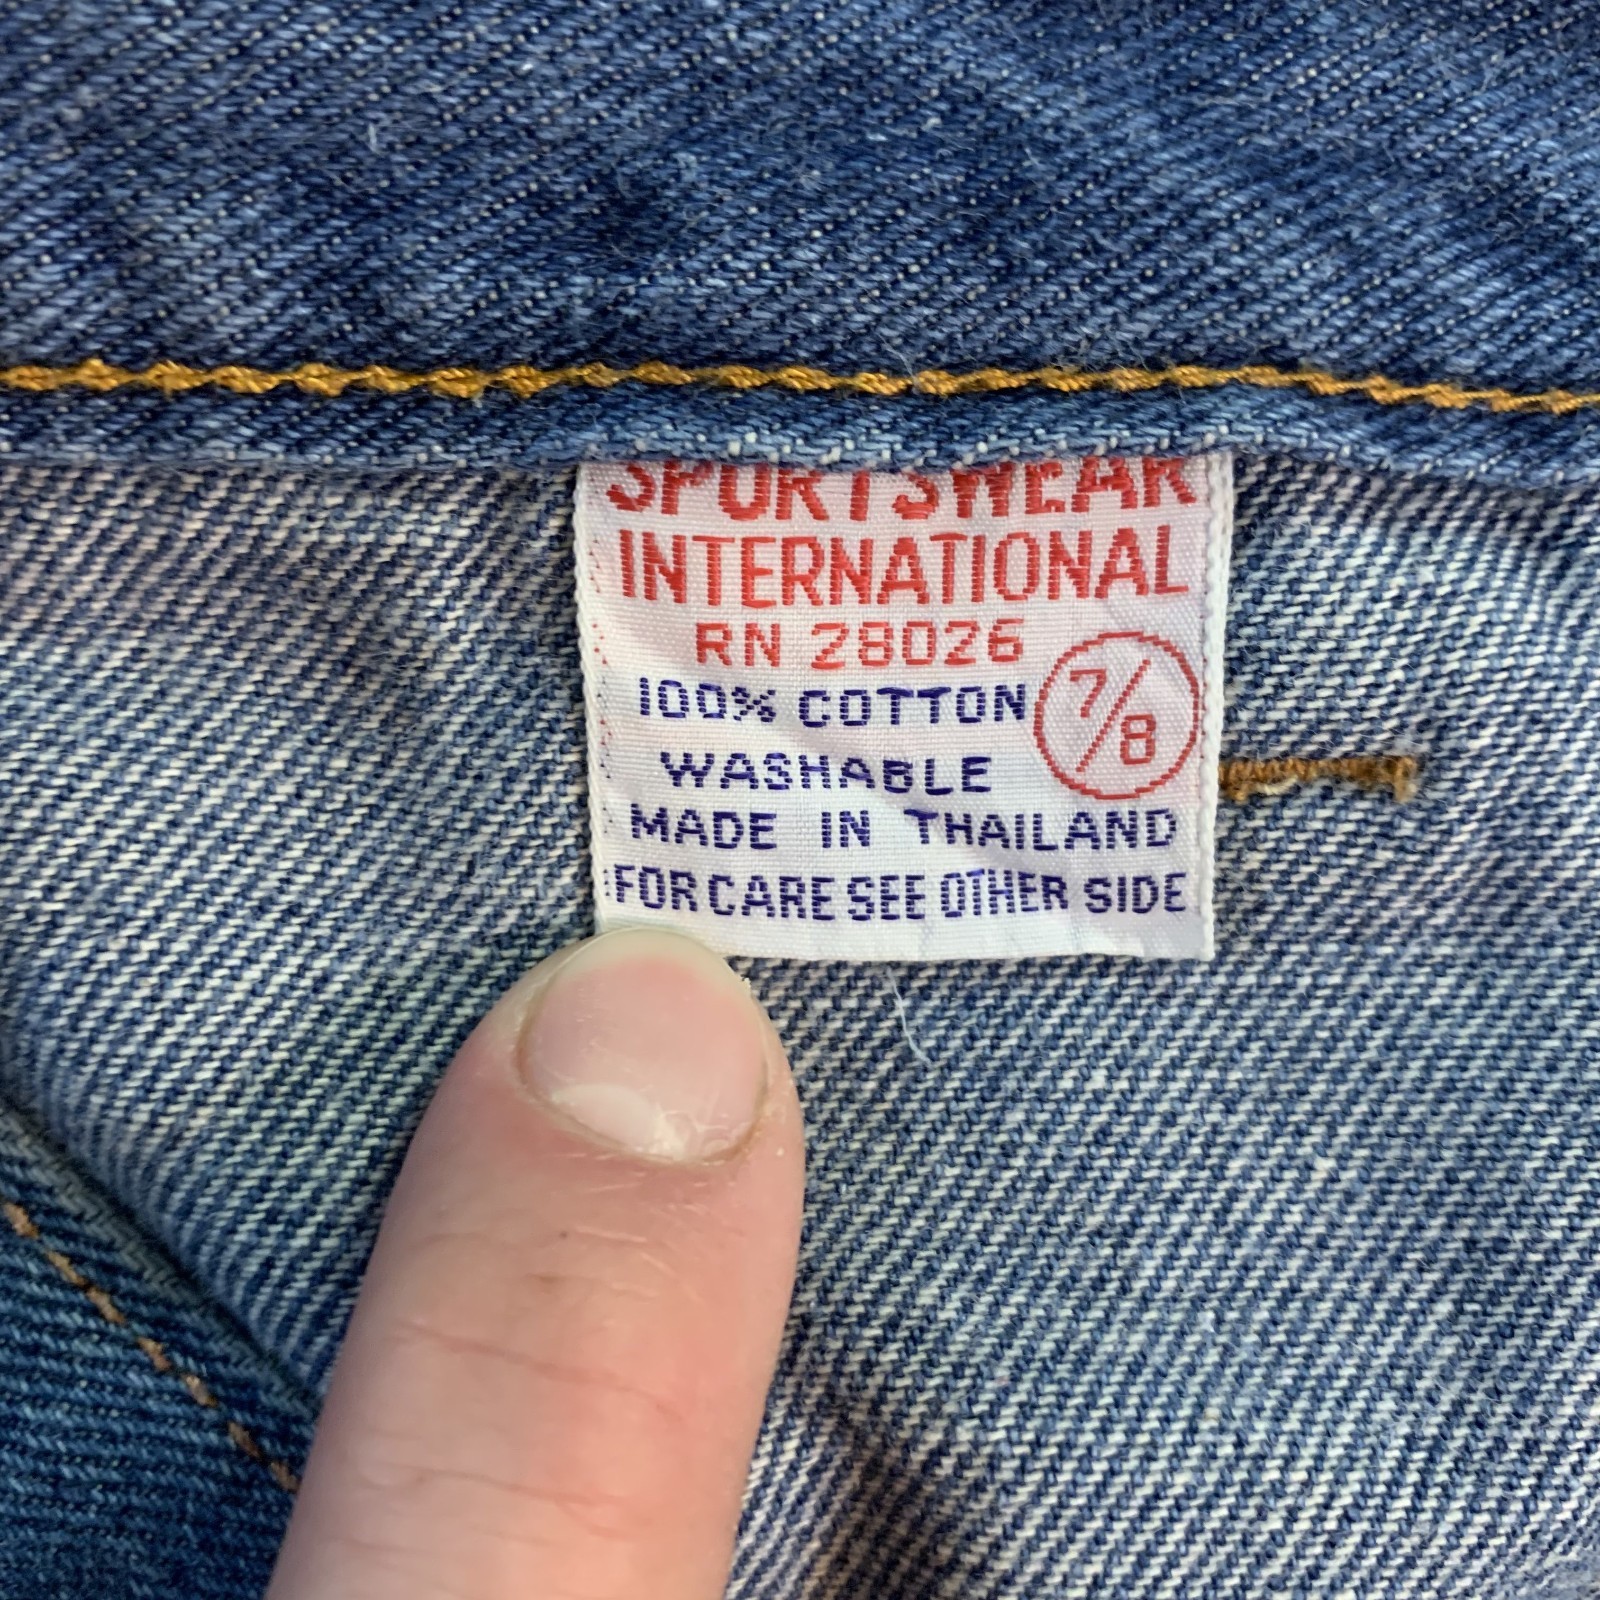 SPORTSWEAR
INTERNATIONAL
RN 28026
7/8
100% COTTON
WASHABLE
MADE IN THAILAND
FOR CARE SEE OTHER SIDE